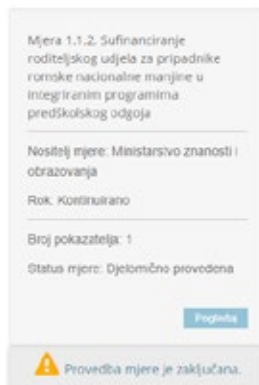 Mjera 1.1.2. Sufinanciranje
roditeljskog udjela za pripadnike
romske nacionalne manjine u
integriranim programima
predškolskog odgoja
Nositelj mjere: Ministarstvo znanosti i
obrazovanja
Rok: Kontinuirano
Broj pokazatelja: 1
Status mjere: Djelomično provedena
Pogledaj
Provedba mjere je zaključana.